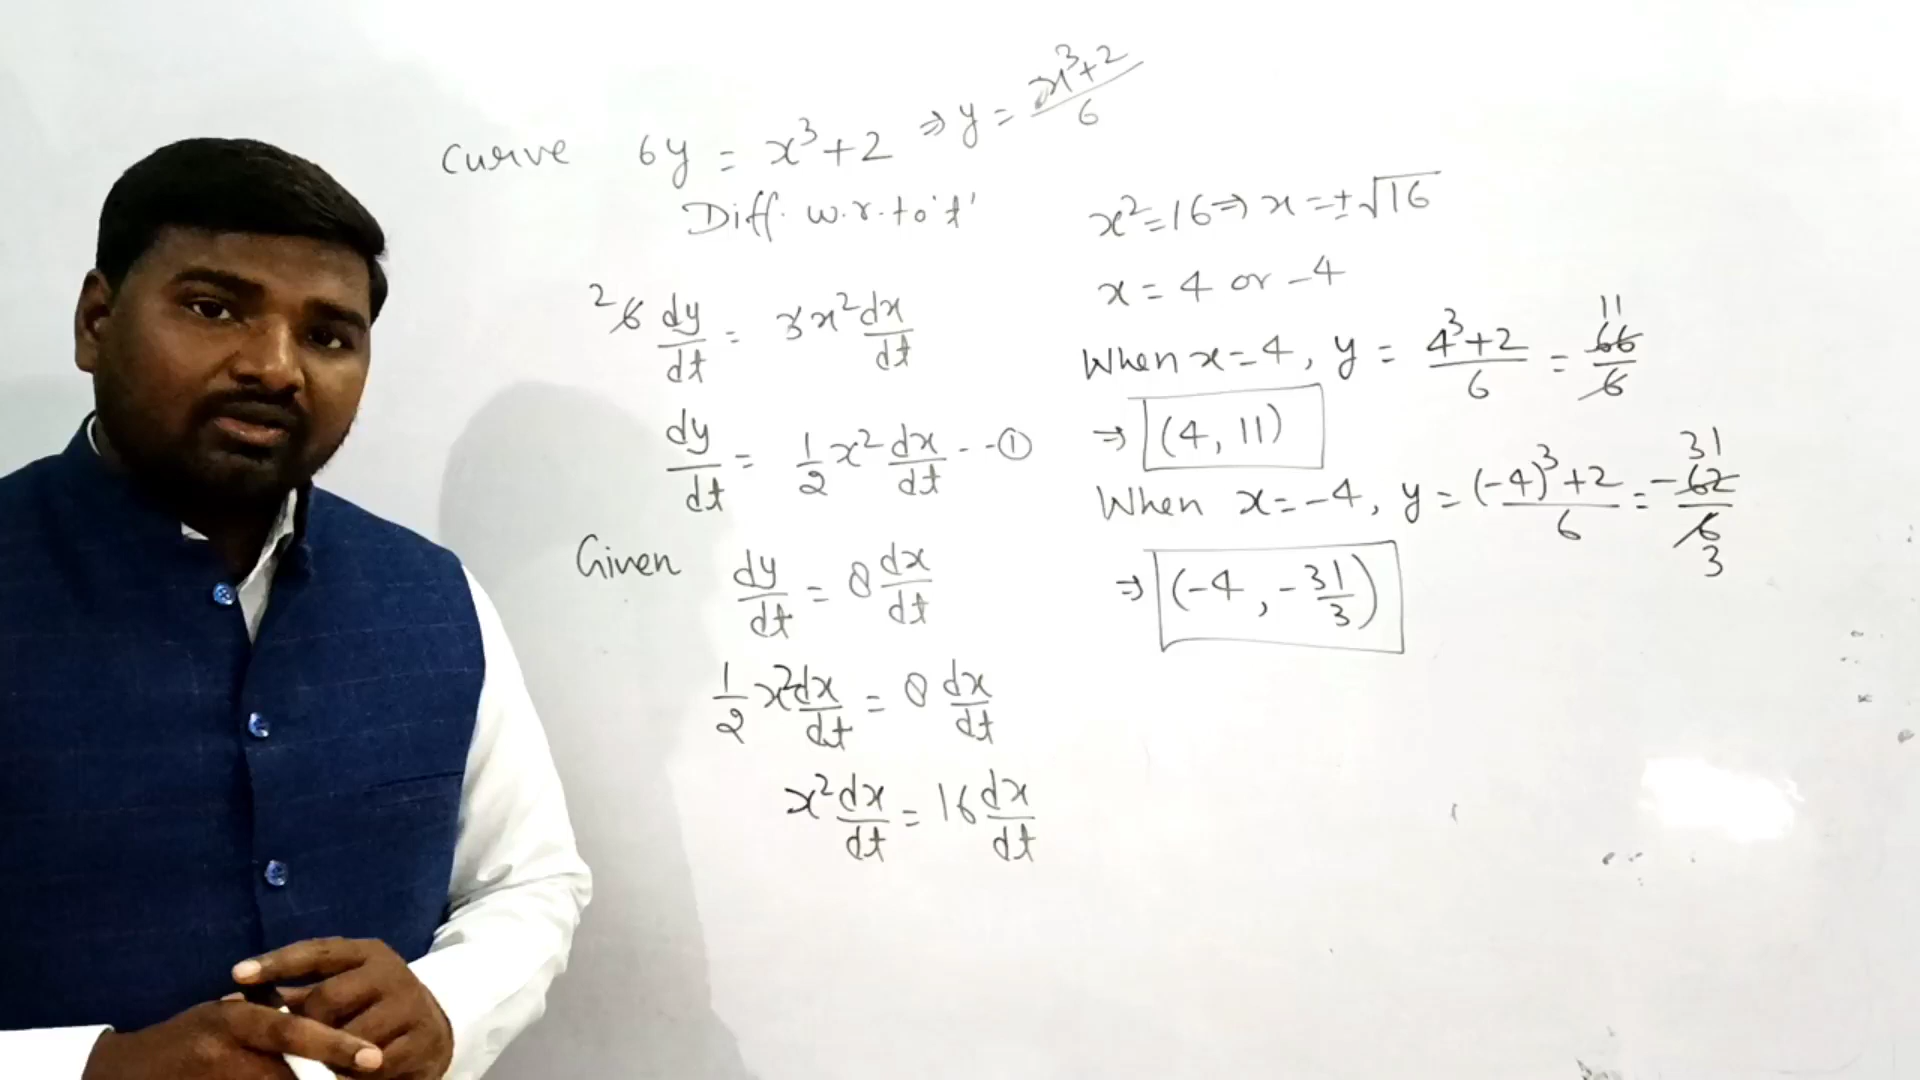 Curve 6y = x³+2 ⇒ y = (x³+2)/6
Diff. w.r.to 't'
²6 dy/dt = 3x² dx/dt
dy/dt = 1/2 x² dx/dt --①
Given dy/dt = 8 dx/dt
1/2 x² dx/dt = 8 dx/dt
x² dx/dt = 16 dx/dt
x² = 16 ⇒ x = ±√16
x = 4 or -4
When x = 4, y = (4³+2)/6 = 66/6 11
⇒ (4, 11)
When x = -4, y = ((-4)³+2)/6 = -62/6 31 3
⇒ (-4, -31/3)